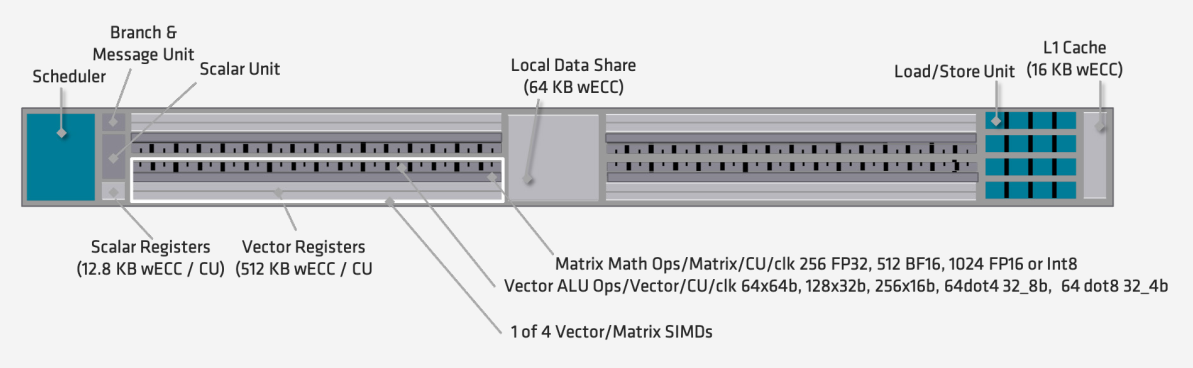 Branch &
Message Unit
Scheduler
Scalar Unit
Local Data Share
(64 KB wECC)
Load/Store Unit
L1 Cache
(16 KB wECC)
Scalar Registers
(12.8 KB wECC / CU)
Vector Registers
(512 KB wECC / CU
Matrix Math Ops/Matrix/CU/clk 256 FP32, 512 BF16, 1024 FP16 or Int8
Vector ALU Ops/Vector/CU/clk 64x64b, 128x32b, 256x16b, 64dot4 32_8b, 64 dot8 32_4b
1 of 4 Vector/Matrix SIMDs